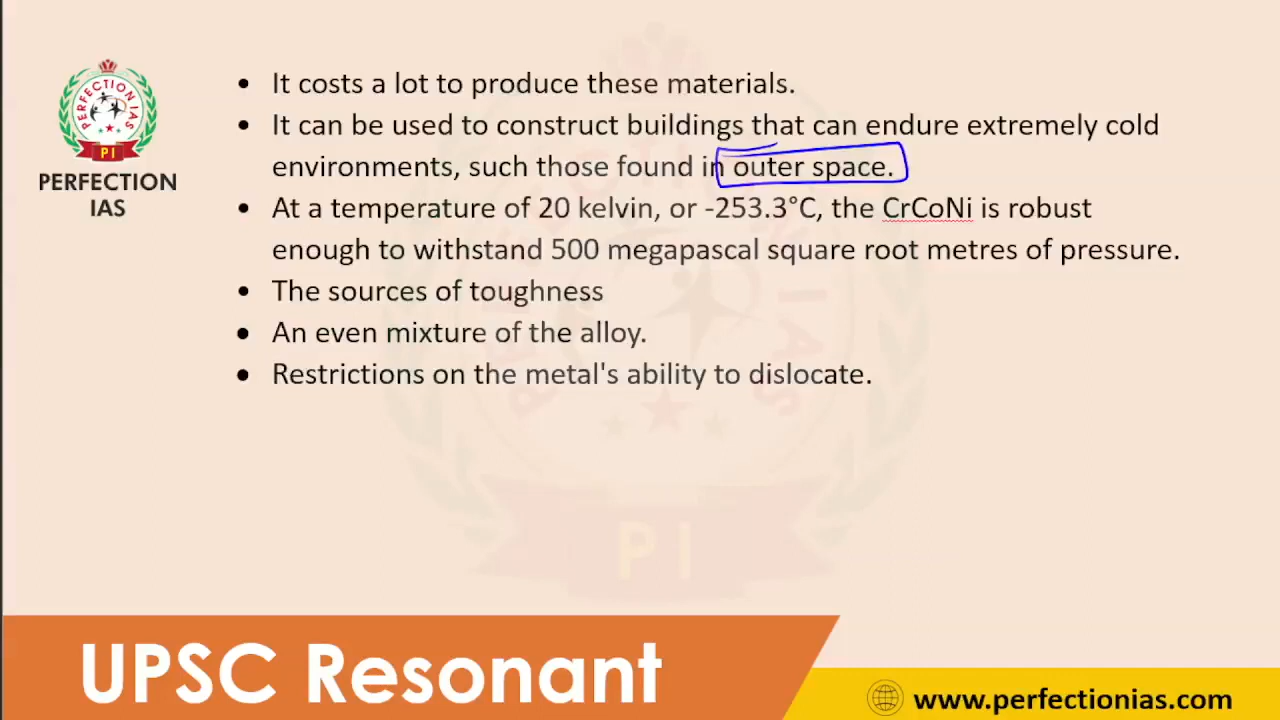 PERFECTION IAS
PI
PERFECTION
IAS
• It costs a lot to produce these materials.
• It can be used to construct buildings that can endure extremely cold
environments, such those found in outer space.
• At a temperature of 20 kelvin, or -253.3°C, the CrCoNi is robust
enough to withstand 500 megapascal square root metres of pressure.
• The sources of toughness
• An even mixture of the alloy.
• Restrictions on the metal's ability to dislocate.
PI
UPSC Resonant
www.perfectionias.com